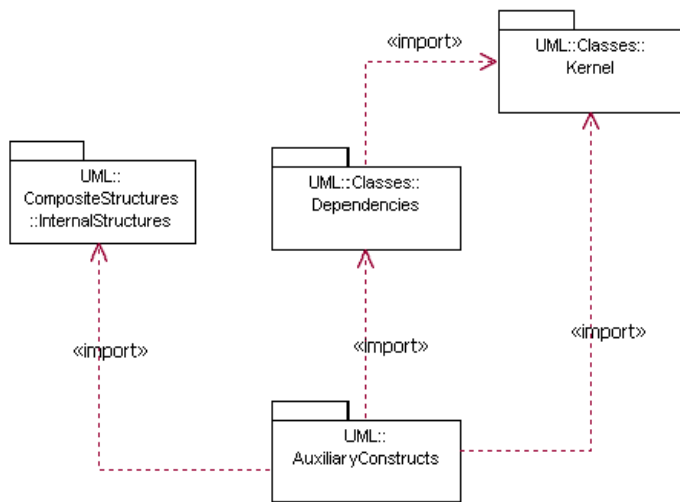 «import»
UML::Classes::
Kernel
UML::
CompositeStructures
::InternalStructures
UML::Classes::
Dependencies
«import»
«import»
«import»
UML::
AuxiliaryConstructs